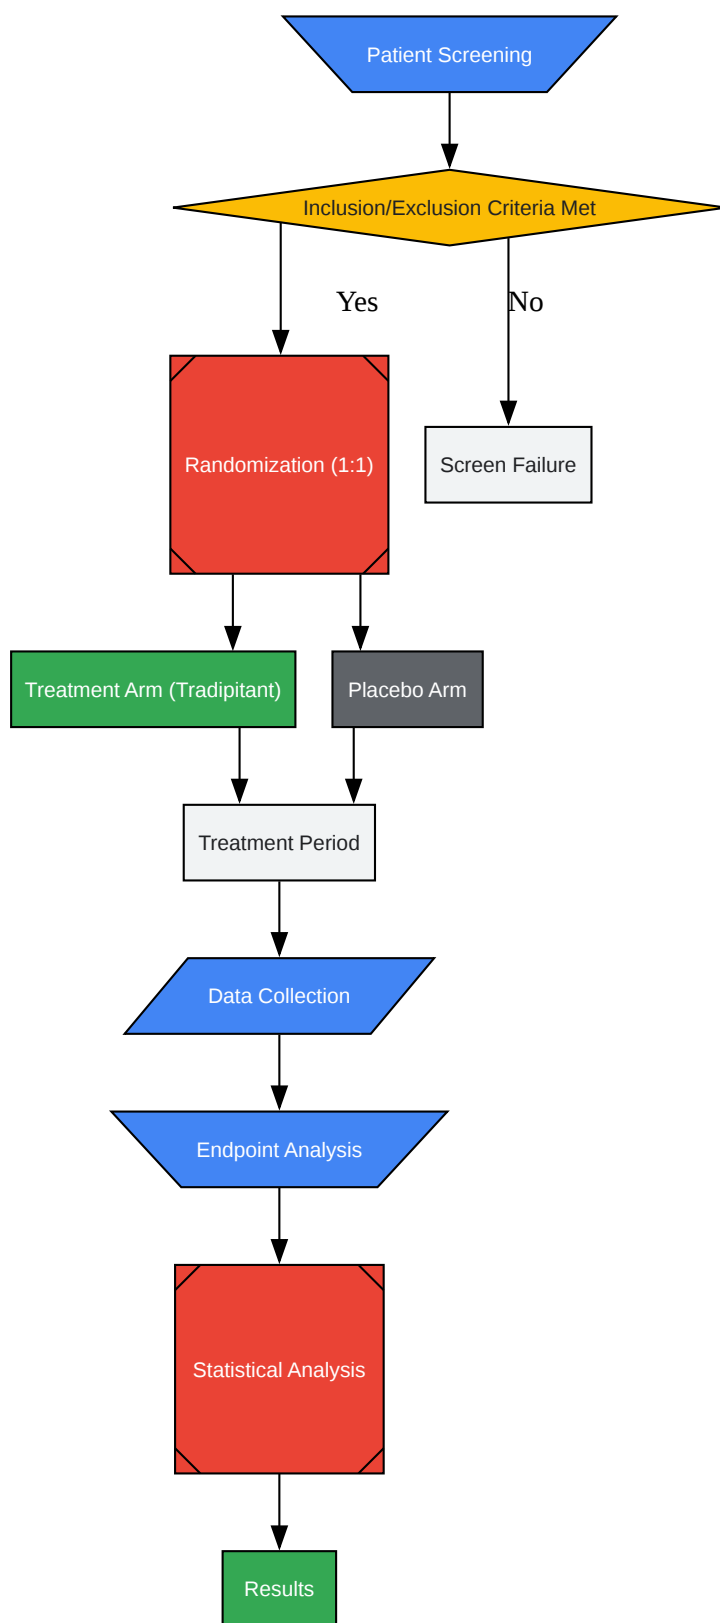 Patient Screening
Inclusion/Exclusion Criteria Met
Yes
No
Randomization (1:1)
Screen Failure
Treatment Arm (Tradipitant)
Placebo Arm
Treatment Period
Data Collection
Endpoint Analysis
Statistical Analysis
Results